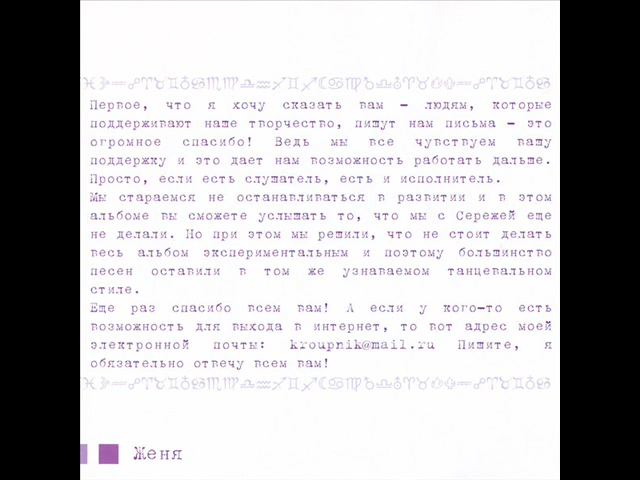 Первое, что я хочу сказать вам - людям, которые
поддерживают наше творчество, пишут нам письма - это
огромное спасибо! Ведь мы все чувствуем вашу
поддержку и это дает нам возможность работать дальше.
Просто, если есть слушатель, есть и исполнитель.
Мы стараемся не останавливаться в развитии и в этом
альбоме вы сможете услышать то, что мы с Сережей еще
не делали. Но при этом мы решили, что не стоит делать
весь альбом экспериментальным и поэтому большинство
песен оставили в том же узнаваемом танцевальном
стиле.
Еще раз спасибо всем вам! А если у кого-то есть
возможность для выхода в интернет, то вот адрес моей
электронной почты: kroupnik@mail.ru Пишите, я
обязательно отвечу всем вам!
Женя